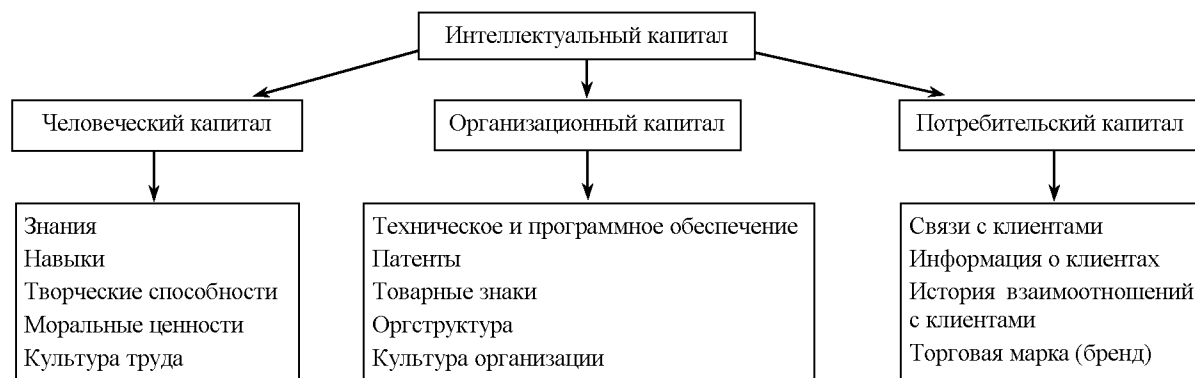 Интеллектуальный капитал
Человеческий капитал
Организационный капитал
Потребительский капитал
Знания
Навыки
Творческие способности
Моральные ценности
Культура труда
Техническое и программное обеспечение
Патенты
Товарные знаки
Оргструктура
Культура организации
Связи с клиентами
Информация о клиентах
История взаимоотношений
с клиентами
Торговая марка (бренд)